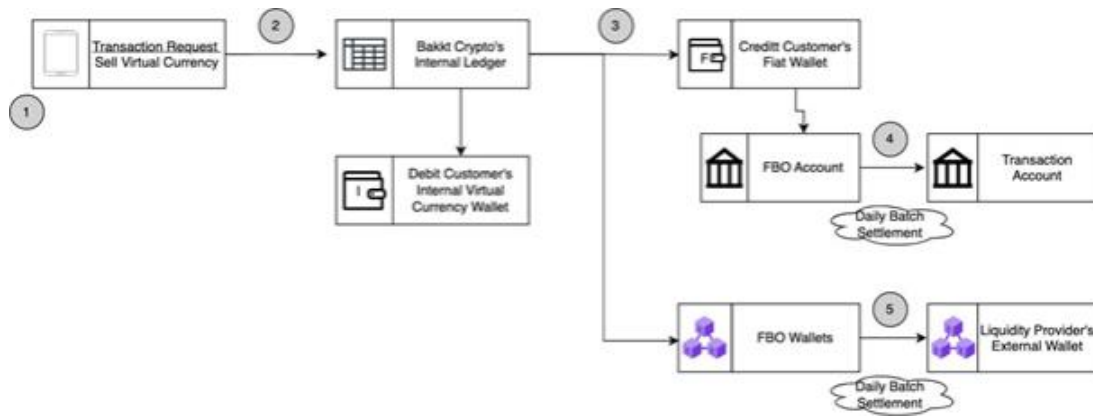 1
Transaction Request
Sell Virtual Currency
2
Bakkt Crypto's
Internal Ledger
3
F
Creditt Customer's
Fiat Wallet
I
Debit Customer's
Internal Virtual
Currency Wallet
FBO Account
4
Transaction
Account
Daily Batch
Settlement
FBO Wallets
5
Liquidity Provider's
External Wallet
Daily Batch
Settlement